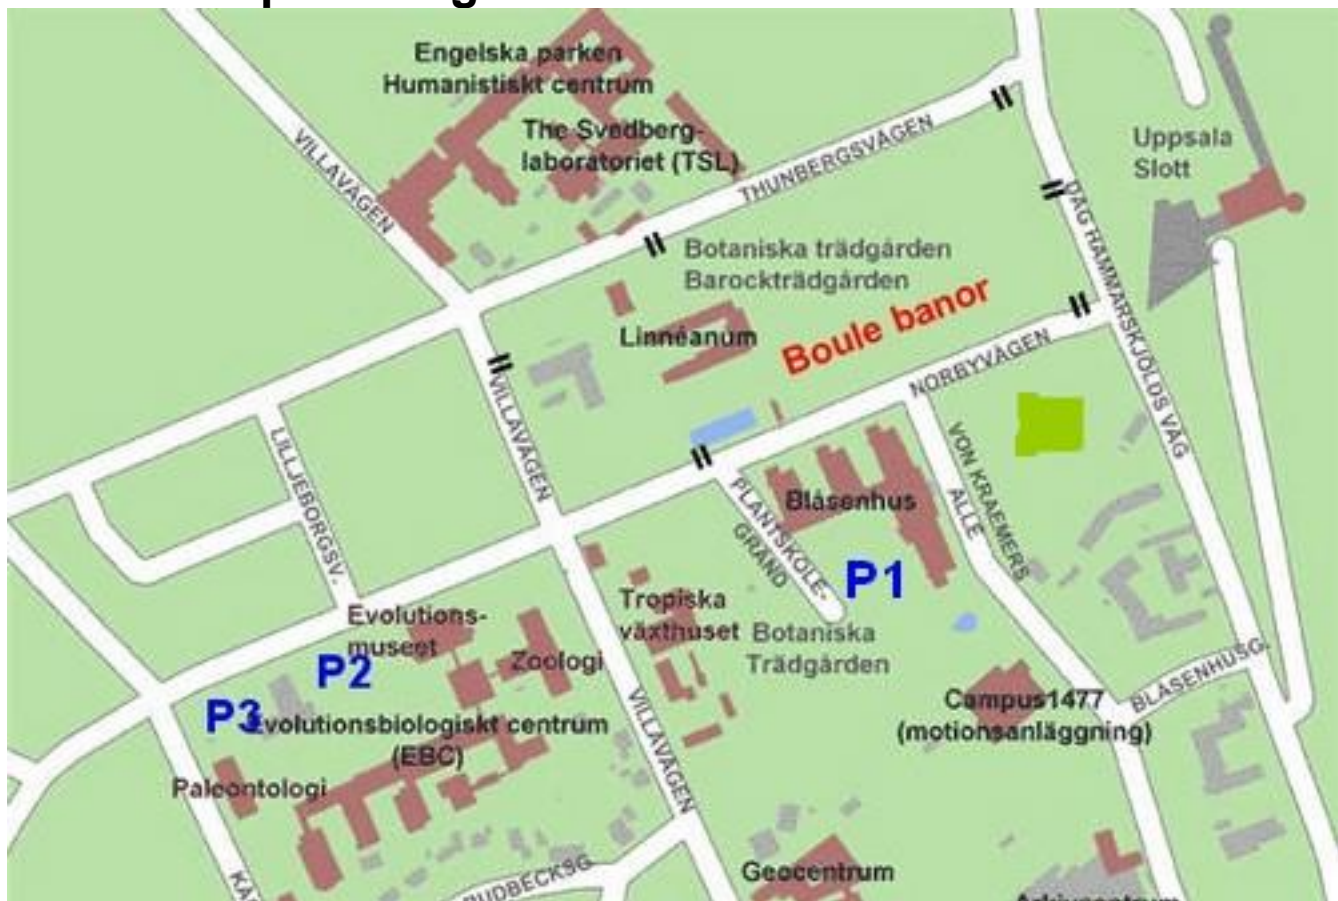 Engelska parken
Humanistiskt centrum
The Svedberg-
laboratoriet (TSL)
VILLAVÄGEN
THUNBERGSVÄGEN
Uppsala
Slott
DAG HAMMARSKJÖLDS VÄG
Botaniska trädgården
Barockträdgården
Linnéanum
Boule banor
NORBYVÄGEN
VILLAVÄGEN
LILLJEBORGSV.
VON KRAEMERS
ALLE
Blåsenhus
PLANTSKOLE-
GRÄND
P1
Tropiska
växthuset
Botaniska
Trädgården
Evolutions-
museet
P2
Zoologi
P3
Evolutionsbiologiskt centrum
(EBC)
Paleontologi
VILLAVÄGEN
Campus1477
(motionsanläggning)
BLÅSENHUSG.
Geocentrum
RUDBECKSG.
Arkivcentrum